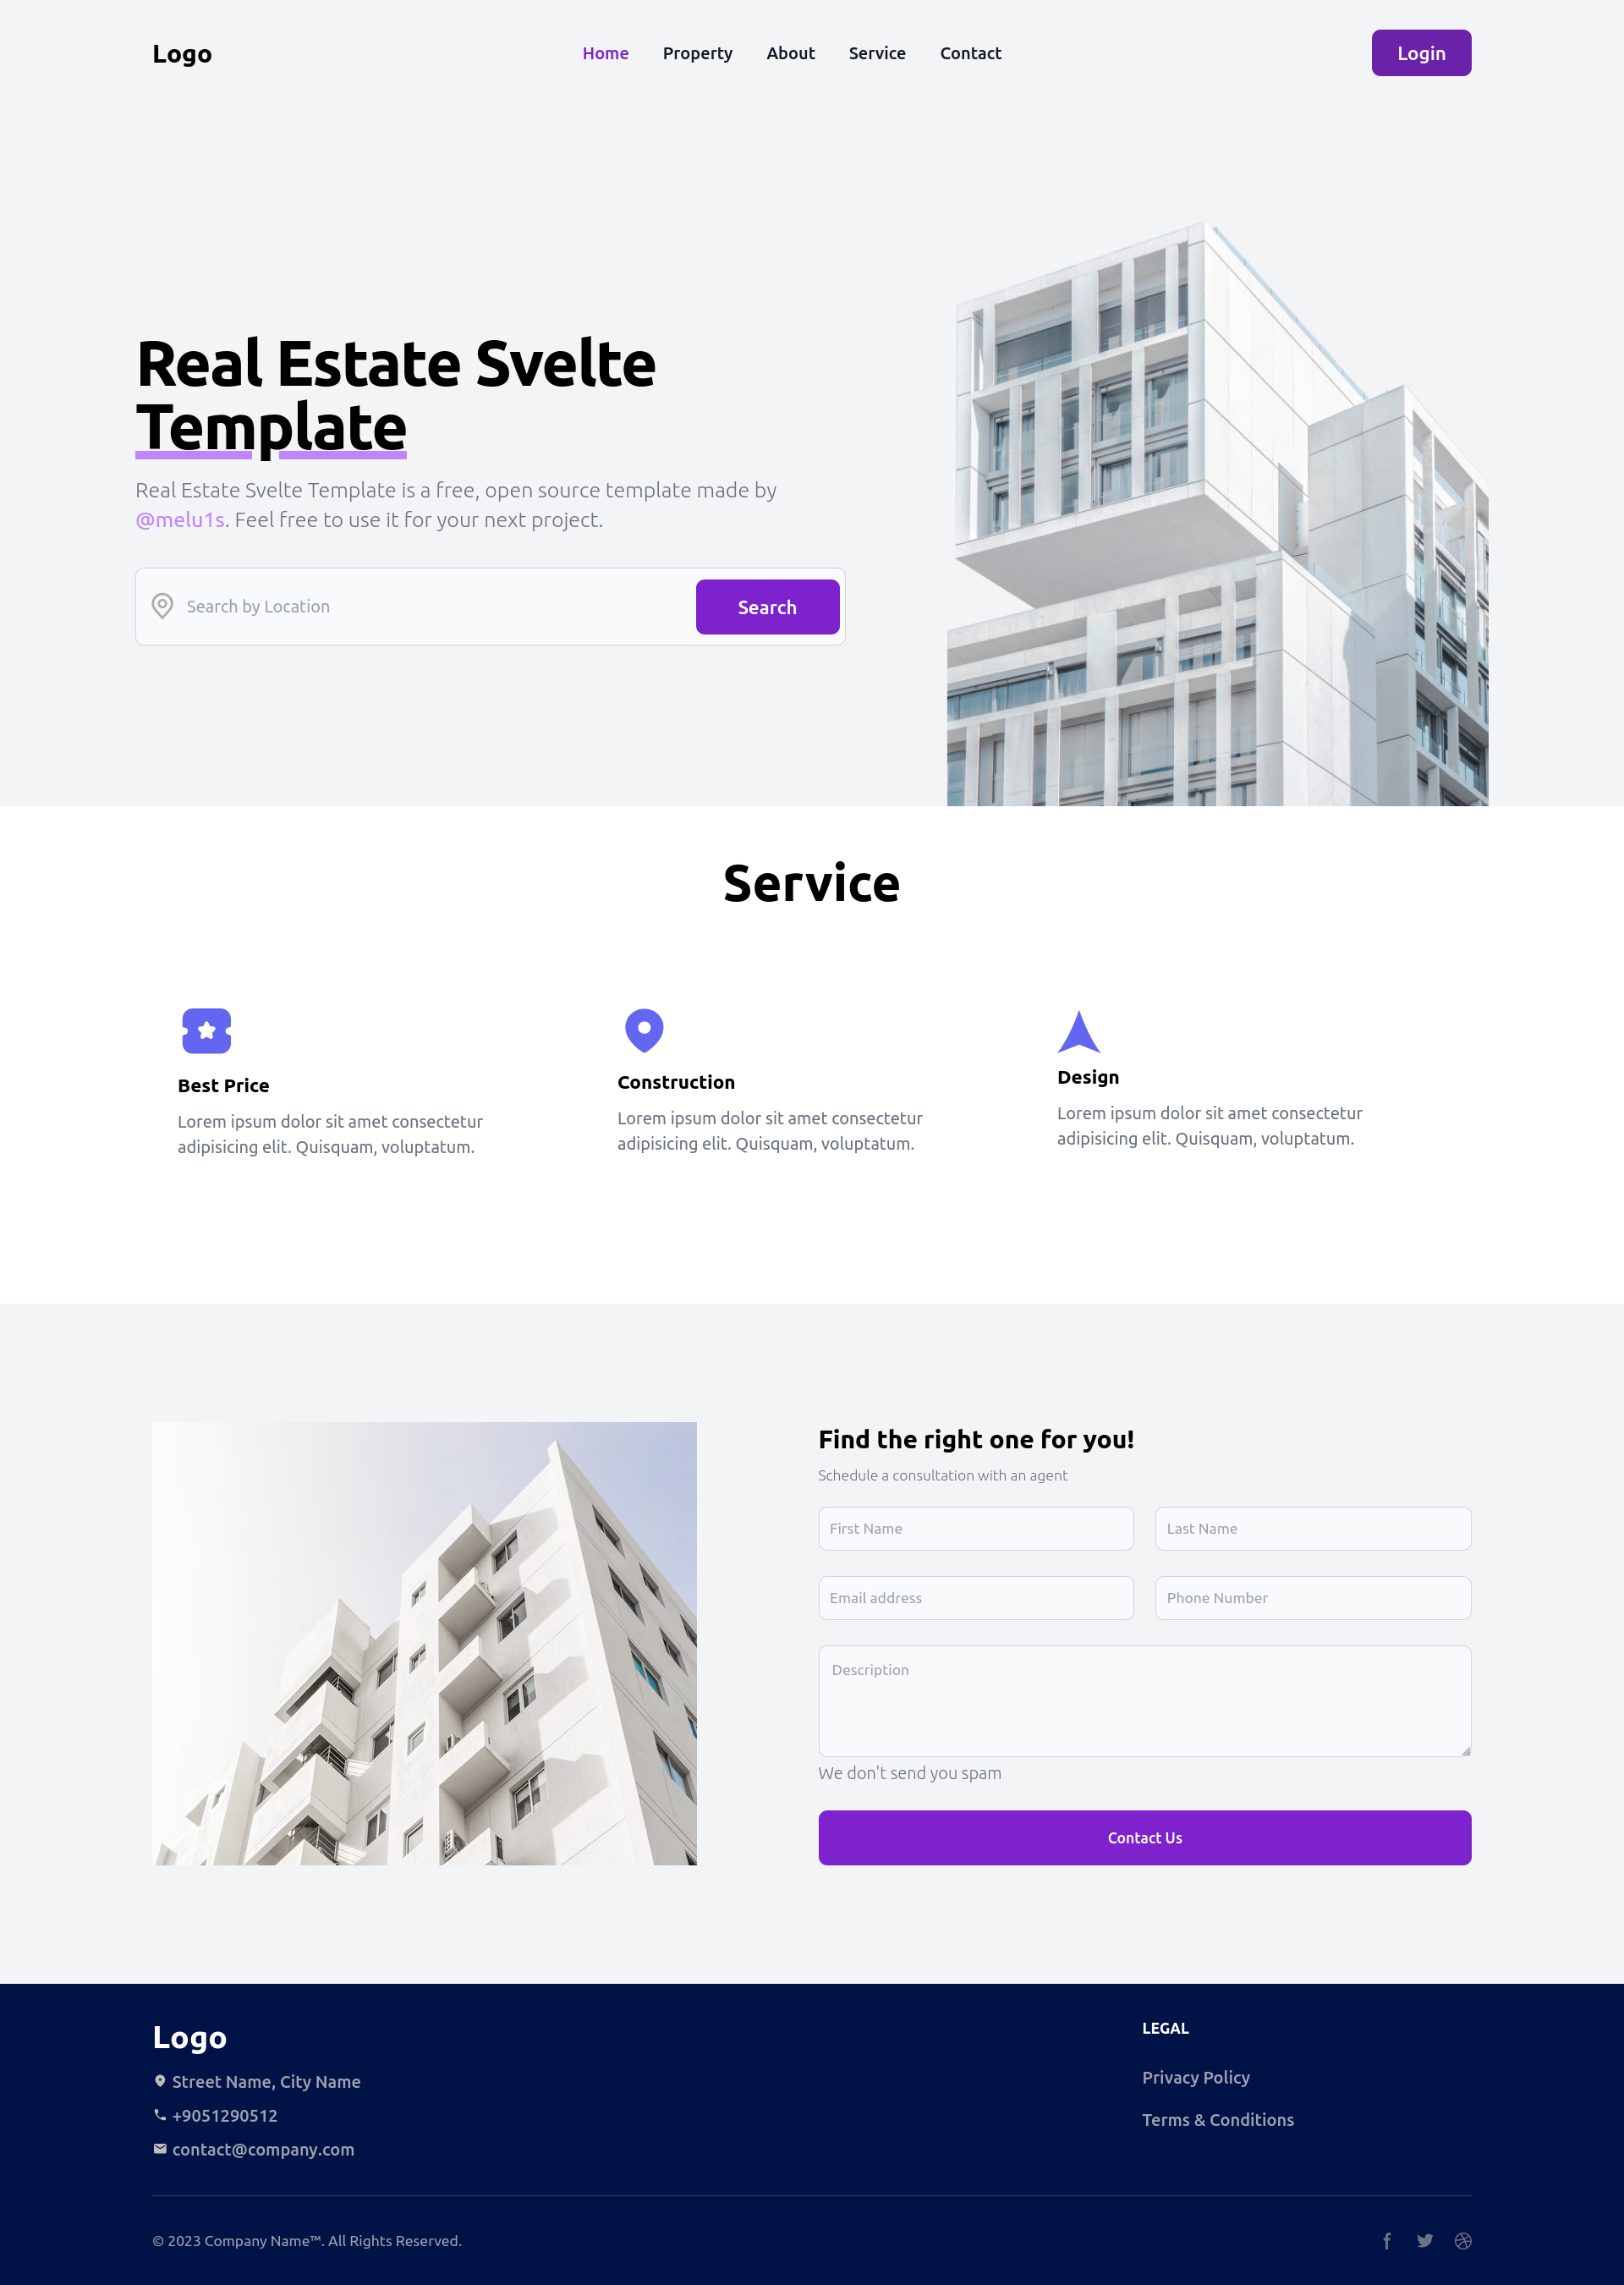 Logo
Home
Property
About
Service
Contact
Login
Real Estate Svelte
Template
Real Estate Svelte Template is a free, open source template made by
@melu1s. Feel free to use it for your next project.
Search by Location
Search
Service
Best Price
Lorem ipsum dolor sit amet consectetur
adipisicing elit. Quisquam, voluptatum.
Construction
Lorem ipsum dolor sit amet consectetur
adipisicing elit. Quisquam, voluptatum.
Design
Lorem ipsum dolor sit amet consectetur
adipisicing elit. Quisquam, voluptatum.
Find the right one for you!
Schedule a consultation with an agent
First Name
Last Name
Email address
Phone Number
Description
We don't send you spam
Contact Us
Logo
Street Name, City Name
+9051290512
contact@company.com
LEGAL
Privacy Policy
Terms & Conditions
© 2023 Company Name™. All Rights Reserved.